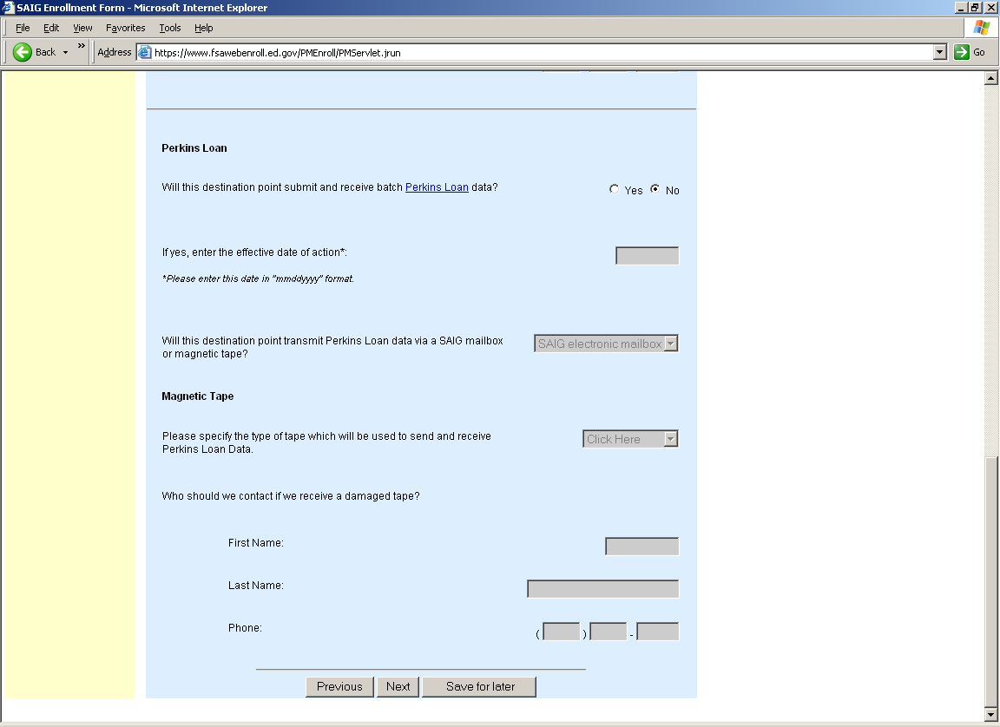 SAIG Enrollment Form - Microsoft Internet Explorer
File Edit View Favorites Tools Help
Back » Address https://www.fsawebenroll.ed.gov/PMEnroll/PMServlet.jrun Go
Perkins Loan
Will this destination point submit and receive batch Perkins Loan data? Yes No
If yes, enter the effective date of action*:
*Please enter this date in "mmddyyyy" format.
Will this destination point transmit Perkins Loan data via a SAIG mailbox SAIG electronic mailbox
or magnetic tape?
Magnetic Tape
Please specify the type of tape which will be used to send and receive Click Here
Perkins Loan Data.
Who should we contact if we receive a damaged tape?
First Name:
Last Name:
Phone: ( ) -
Previous Next Save for later